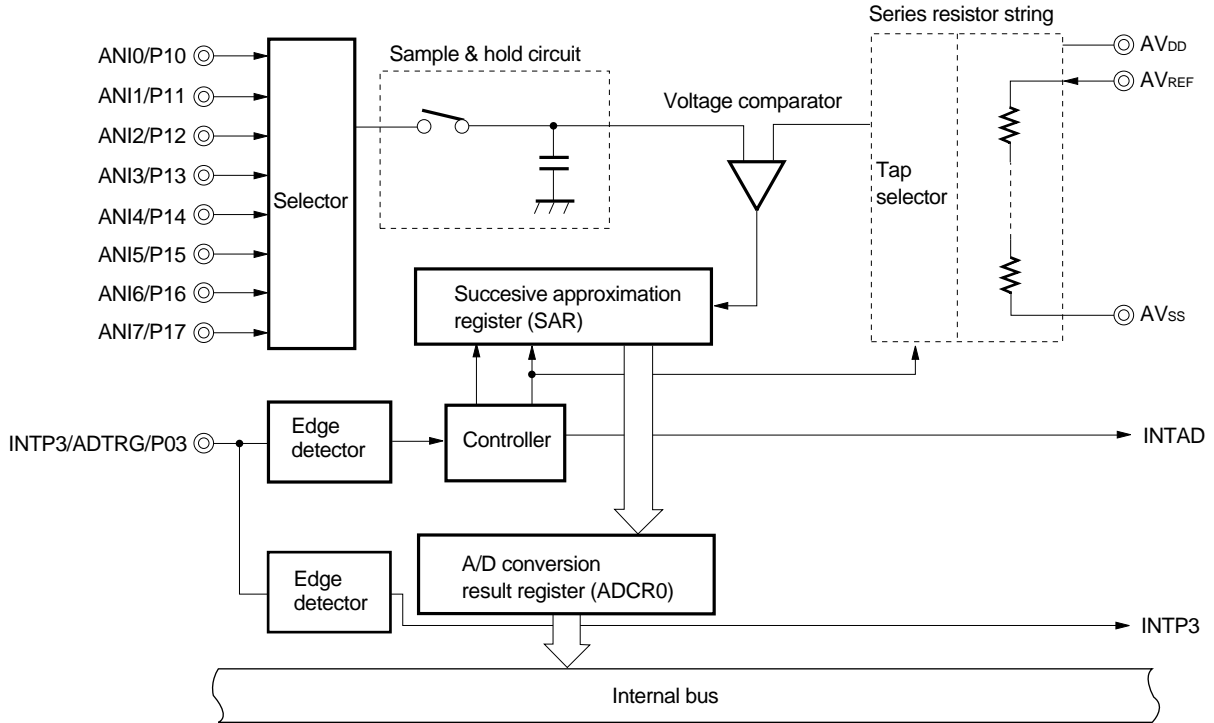 Series resistor string
ANI0/P10
ANI1/P11
ANI2/P12
ANI3/P13
ANI4/P14
ANI5/P15
ANI6/P16
ANI7/P17
Selector
Sample & hold circuit
Voltage comparator
Tap
selector
AVDD
AVREF
AVSS
Succesive approximation
register (SAR)
INTP3/ADTRG/P03
Edge
detector
Controller
INTAD
Edge
detector
A/D conversion
result register (ADCR0)
INTP3
Internal bus